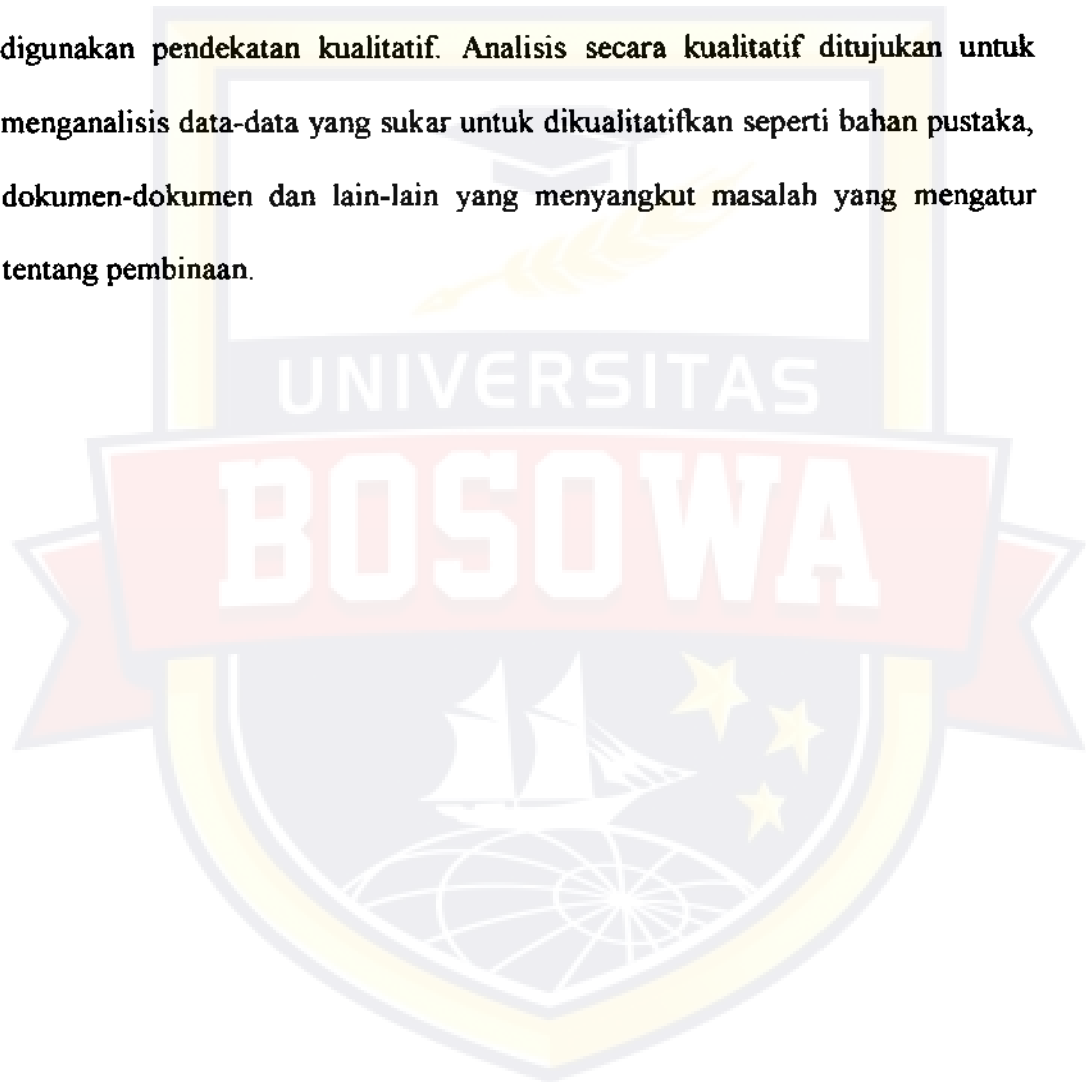 digunakan pendekatan kualitatif. Analisis secara kualitatif ditujukan untuk
menganalisis data-data yang sukar untuk dikualitatifkan seperti bahan pustaka,
dokumen-dokumen dan lain-lain yang menyangkut masalah yang mengatur
tentang pembinaan.
UNIVERSITAS
BOSOWA